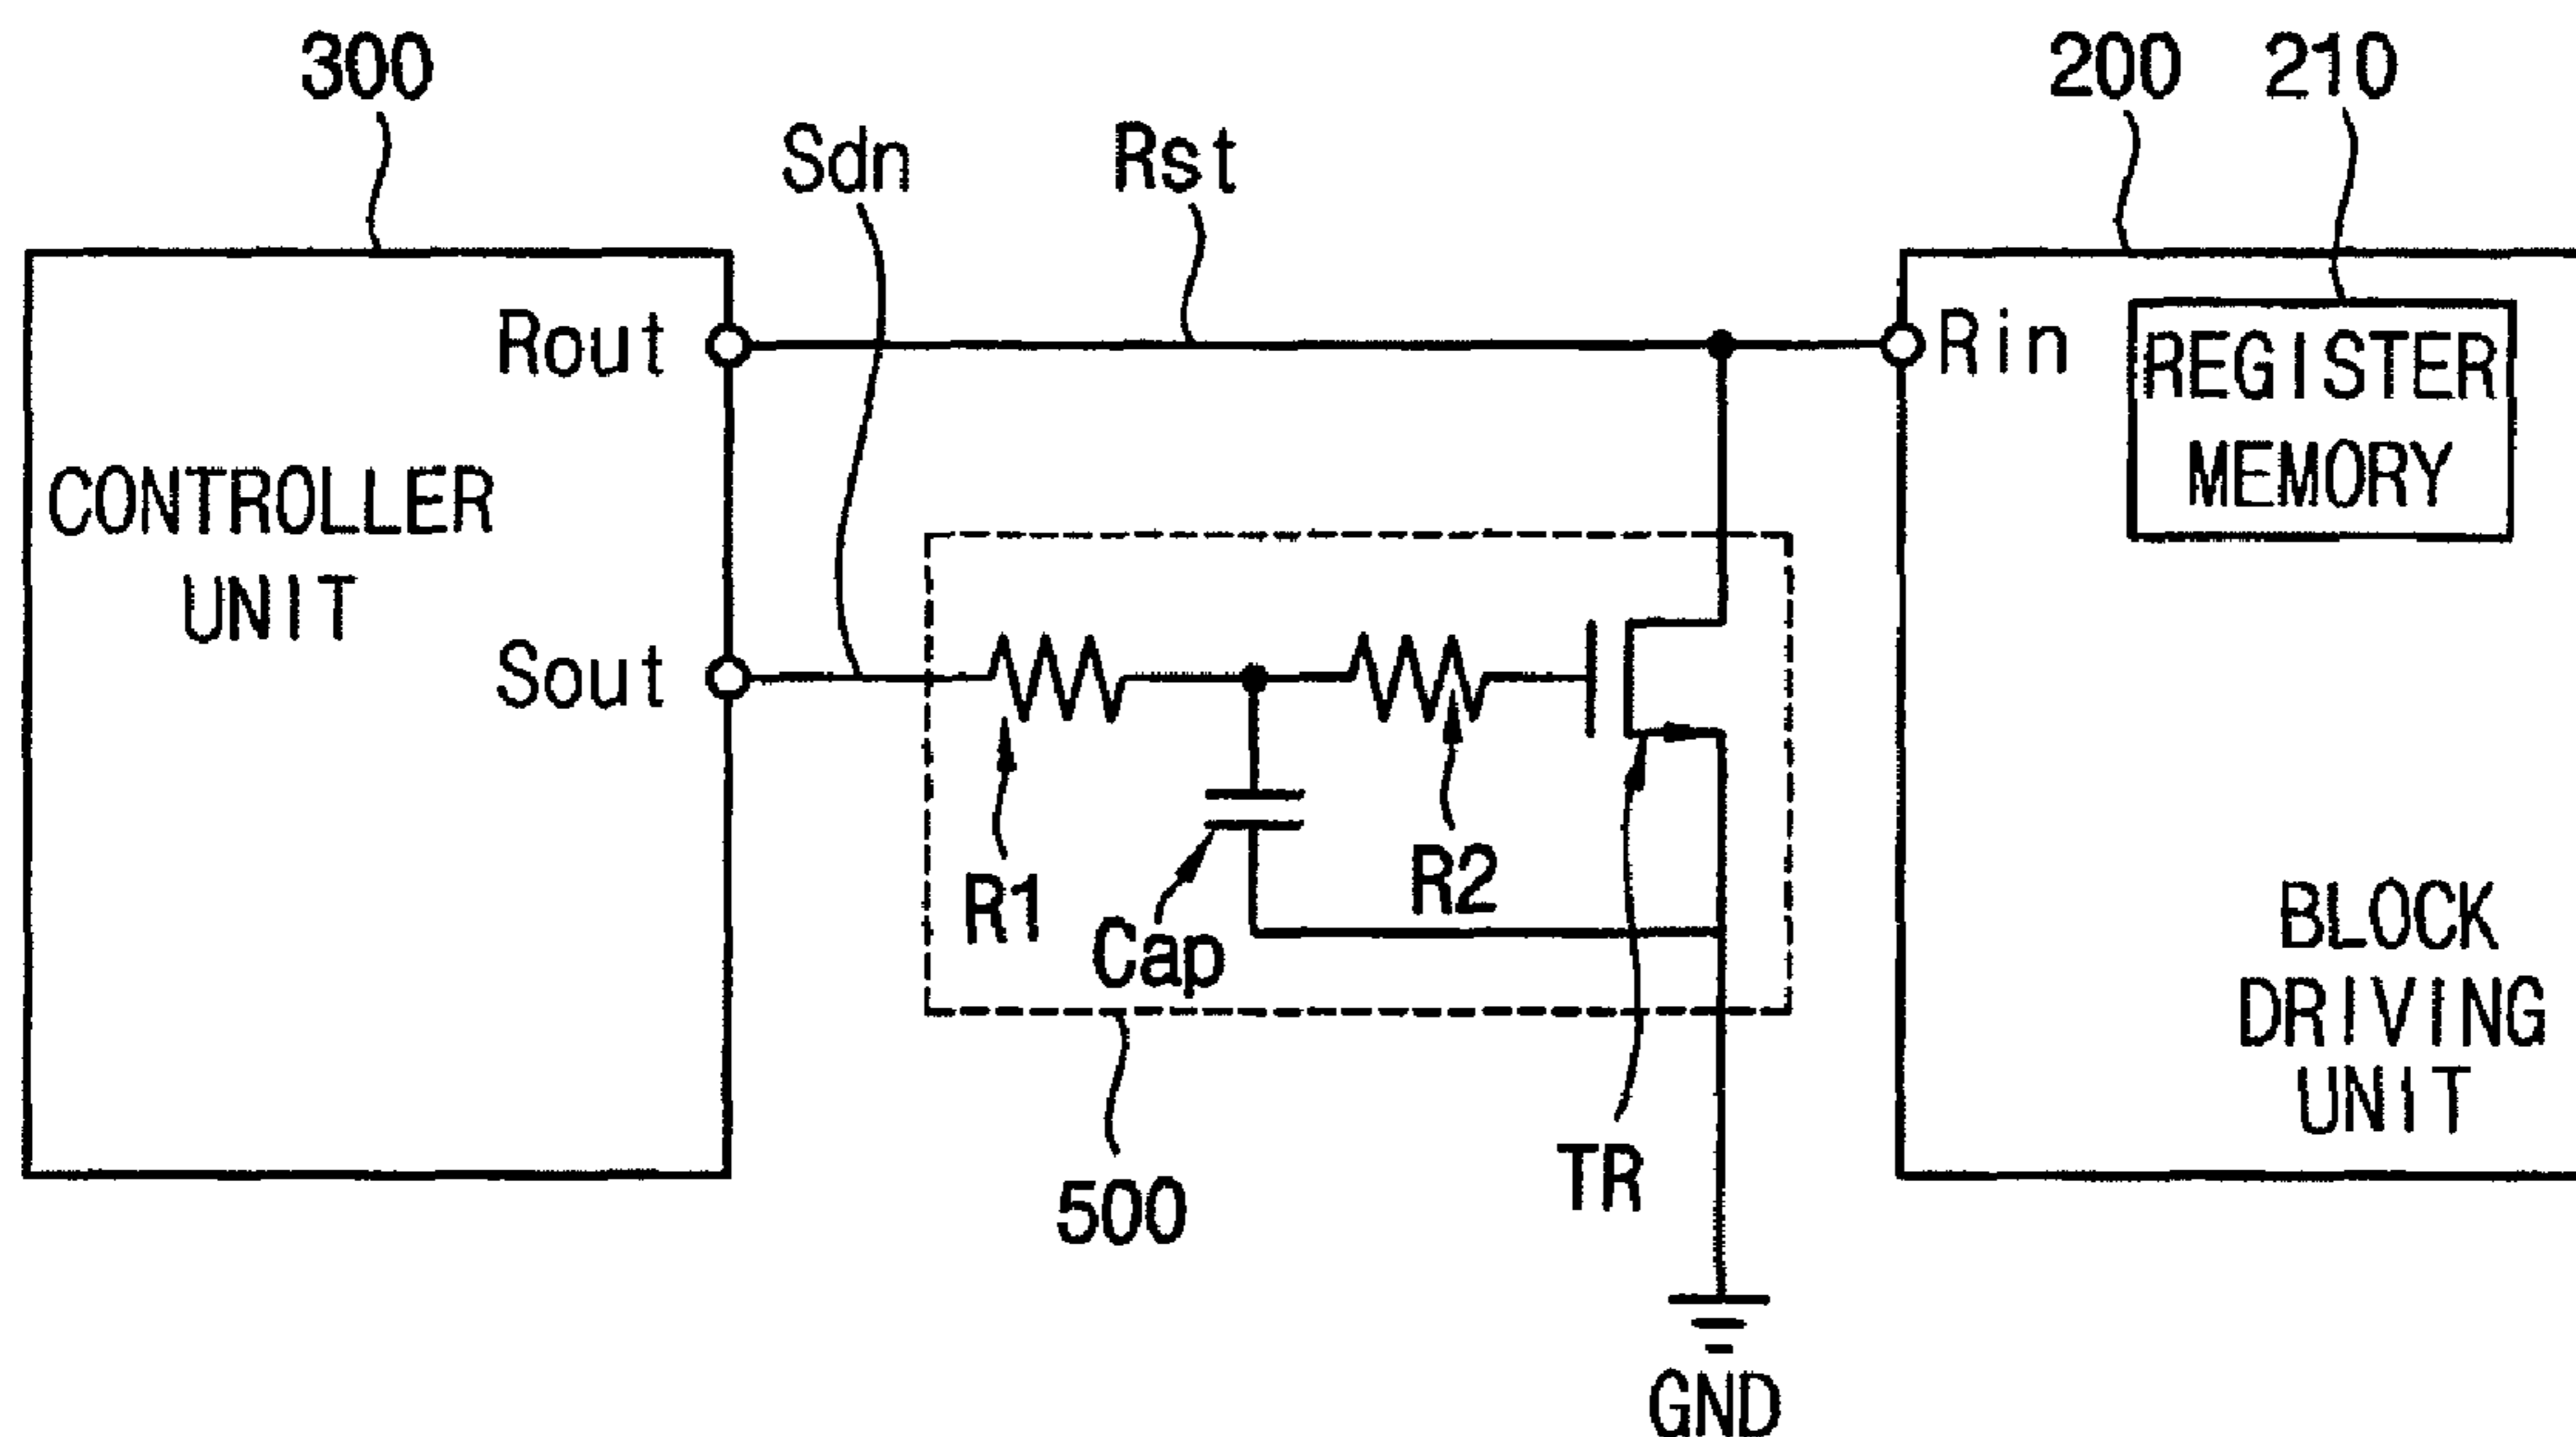 300
200 210
Sdn Rst
Rout
Rin
REGISTER
MEMORY
CONTROLLER
UNIT
Sout
R1
Cap
R2
BLOCK
DRIVING
UNIT
TR
500
GND